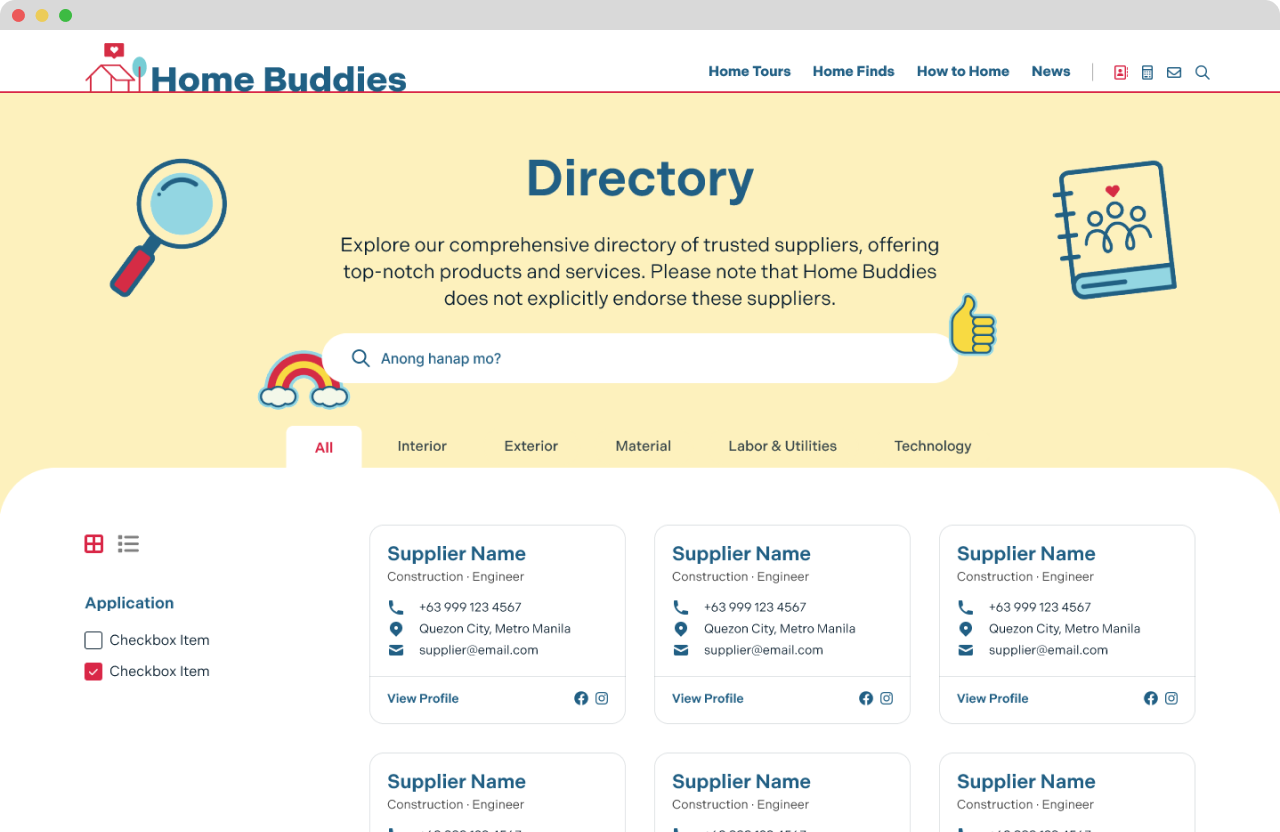 Home Buddies
Home Tours Home Finds How to Home News
Directory
Explore our comprehensive directory of trusted suppliers, offering
top-notch products and services. Please note that Home Buddies
does not explicitly endorse these suppliers.
Anong hanap mo?
All Interior Exterior Material Labor & Utilities Technology
Application
Checkbox Item
Checkbox Item
Supplier Name
Construction · Engineer
+63 999 123 4567
Quezon City, Metro Manila
supplier@email.com
View Profile
Supplier Name
Construction · Engineer
+63 999 123 4567
Quezon City, Metro Manila
supplier@email.com
View Profile
Supplier Name
Construction · Engineer
+63 999 123 4567
Quezon City, Metro Manila
supplier@email.com
View Profile
Supplier Name
Construction · Engineer
Supplier Name
Construction · Engineer
Supplier Name
Construction · Engineer